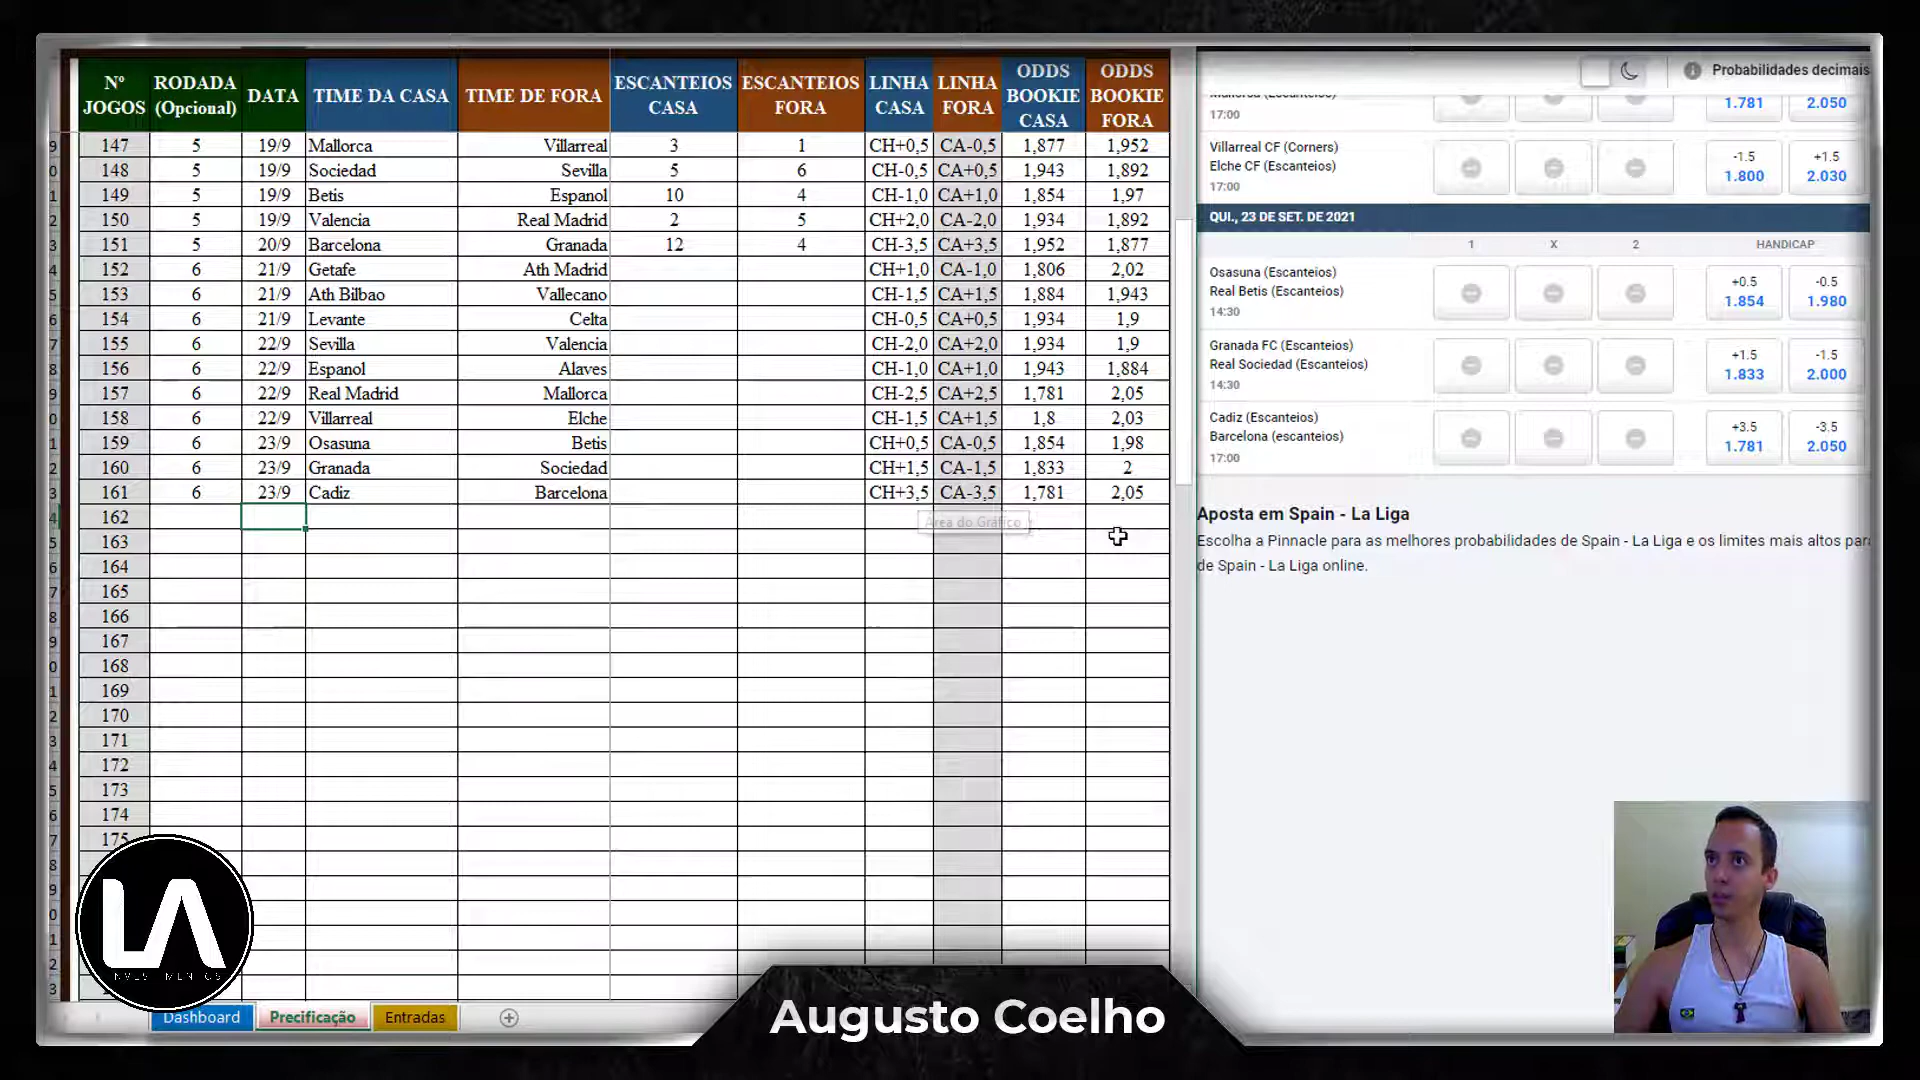 Nº JOGOS RODADA (Opcional) DATA TIME DA CASA TIME DE FORA ESCANTEIOS CASA ESCANTEIOS FORA LINHA CASA LINHA FORA ODDS BOOKIE CASA ODDS BOOKIE FORA
147 5 19/9 Mallorca Villarreal 3 1 CH+0,5 CA-0,5 1,877 1,952
148 5 19/9 Sociedad Sevilla 5 6 CH-0,5 CA+0,5 1,943 1,892
149 5 19/9 Betis Espanol 10 4 CH-1,0 CA+1,0 1,854 1,97
150 5 19/9 Valencia Real Madrid 2 5 CH+2,0 CA-2,0 1,934 1,892
151 5 20/9 Barcelona Granada 12 4 CH-3,5 CA+3,5 1,952 1,877
152 6 21/9 Getafe Ath Madrid CH+1,0 CA-1,0 1,806 2,02
153 6 21/9 Ath Bilbao Vallecano CH-1,5 CA+1,5 1,884 1,943
154 6 21/9 Levante Celta CH-0,5 CA+0,5 1,934 1,9
155 6 22/9 Sevilla Valencia CH-2,0 CA+2,0 1,934 1,9
156 6 22/9 Espanol Alaves CH-1,0 CA+1,0 1,943 1,884
157 6 22/9 Real Madrid Mallorca CH-2,5 CA+2,5 1,781 2,05
158 6 22/9 Villarreal Elche CH-1,5 CA+1,5 1,8 2,03
159 6 23/9 Osasuna Betis CH+0,5 CA-0,5 1,854 1,98
160 6 23/9 Granada Sociedad CH+1,5 CA-1,5 1,833 2
161 6 23/9 Cadiz Barcelona CH+3,5 CA-3,5 1,781 2,05
162
Área do Gráfico
163
164
165
166
167
168
169
170
171
172
173
174
175
LA
INVESTIMENTOS
Dashboard Precificação Entradas
Probabilidades decimais
1.781 2.050
17:00
Villarreal CF (Corners)
Elche CF (Escanteios)
17:00
-1.5 +1.5
1.800 2.030
QUI., 23 DE SET. DE 2021
1 X 2 HANDICAP
Osasuna (Escanteios)
Real Betis (Escanteios)
14:30
+0.5 -0.5
1.854 1.980
Granada FC (Escanteios)
Real Sociedad (Escanteios)
14:30
+1.5 -1.5
1.833 2.000
Cadiz (Escanteios)
Barcelona (escanteios)
17:00
+3.5 -3.5
1.781 2.050
Aposta em Spain - La Liga
Escolha a Pinnacle para as melhores probabilidades de Spain - La Liga e os limites mais altos para
de Spain - La Liga online.
Augusto Coelho